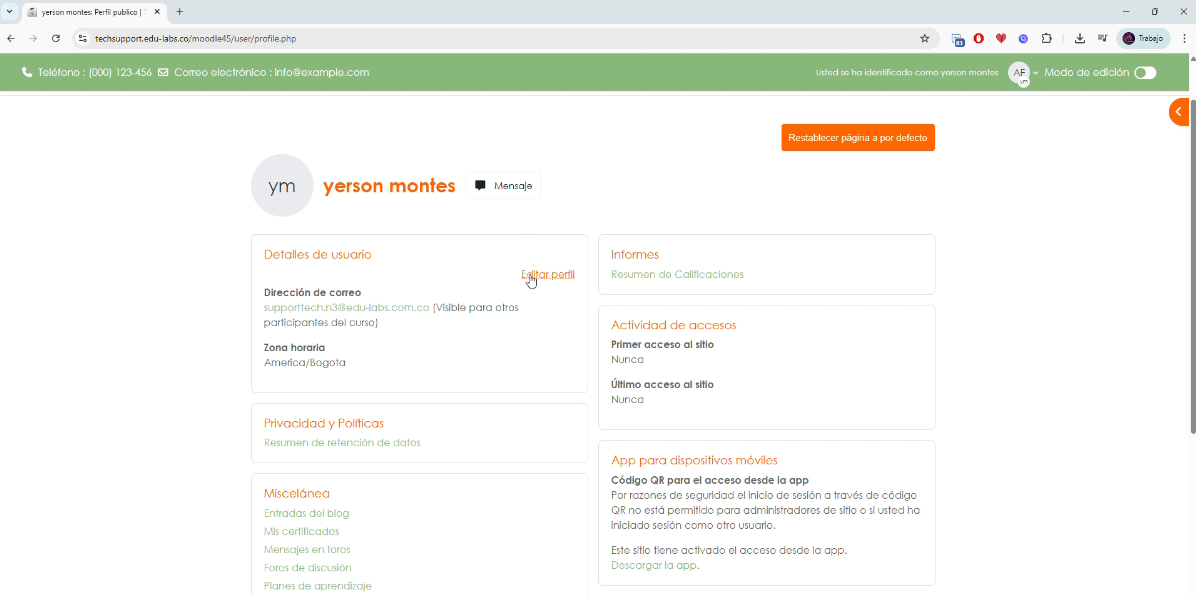 yerson montes: Perfil publico |
techsupport.edu-labs.co/moodle45/user/profile.php
83
Trabajo
Teléfono : (000) 123-456 Correo electrónico : info@example.com
Usted se ha identificado como yerson montes
AF
ym
Modo de edición
Restablecer página a por defecto
ym
yerson montes
Mensaje
Detalles de usuario
Editar perfil
Dirección de correo
supporttech.n3@edu-labs.com.co (Visible para otros
participantes del curso)
Zona horaria
America/Bogota
Privacidad y Políticas
Resumen de retención de datos
Miscelánea
Entradas del blog
Mis certificados
Mensajes en foros
Foros de discusión
Planes de aprendizaje
Informes
Resumen de Calificaciones
Actividad de accesos
Primer acceso al sitio
Nunca
Último acceso al sitio
Nunca
App para dispositivos móviles
Código QR para el acceso desde la app
Por razones de seguridad el inicio de sesión a través de código
QR no está permitido para administradores de sitio o si usted ha
iniciado sesión como otro usuario.
Este sitio tiene activado el acceso desde la app.
Descargar la app.